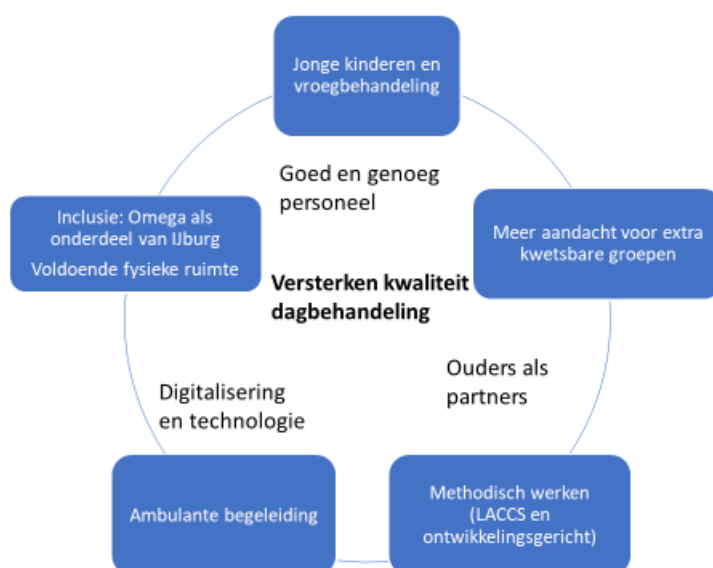 Jonge kinderen en
vroegbehandeling
Goed en genoeg
personeel
Inclusie: Omega als
onderdeel van IJburg
Voldoende fysieke ruimte
Meer aandacht voor extra
kwetsbare groepen
Versterken kwaliteit
dagbehandeling
Ouders als
partners
Digitalisering
en technologie
Ambulante begeleiding
Methodisch werken
(LACCS en
ontwikkelingsgericht)